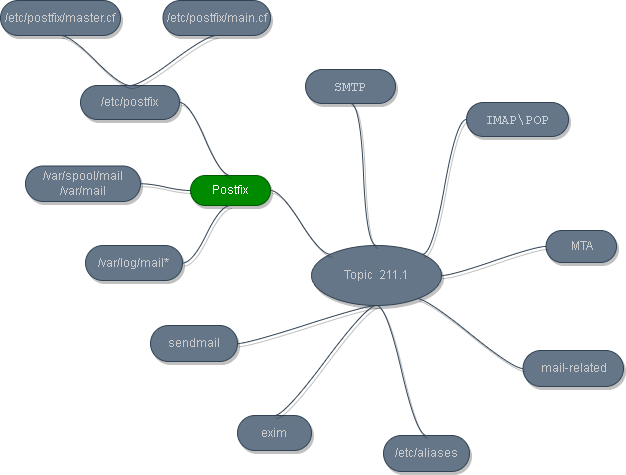 /etc/postfix/master.cf
/etc/postfix/main.cf
/etc/postfix
SMTP
IMAP\POP
/var/spool/mail
/var/mail
Postfix
MTA
/var/log/mail*
Topic 211.1
sendmail
mail-related
exim
/etc/aliases